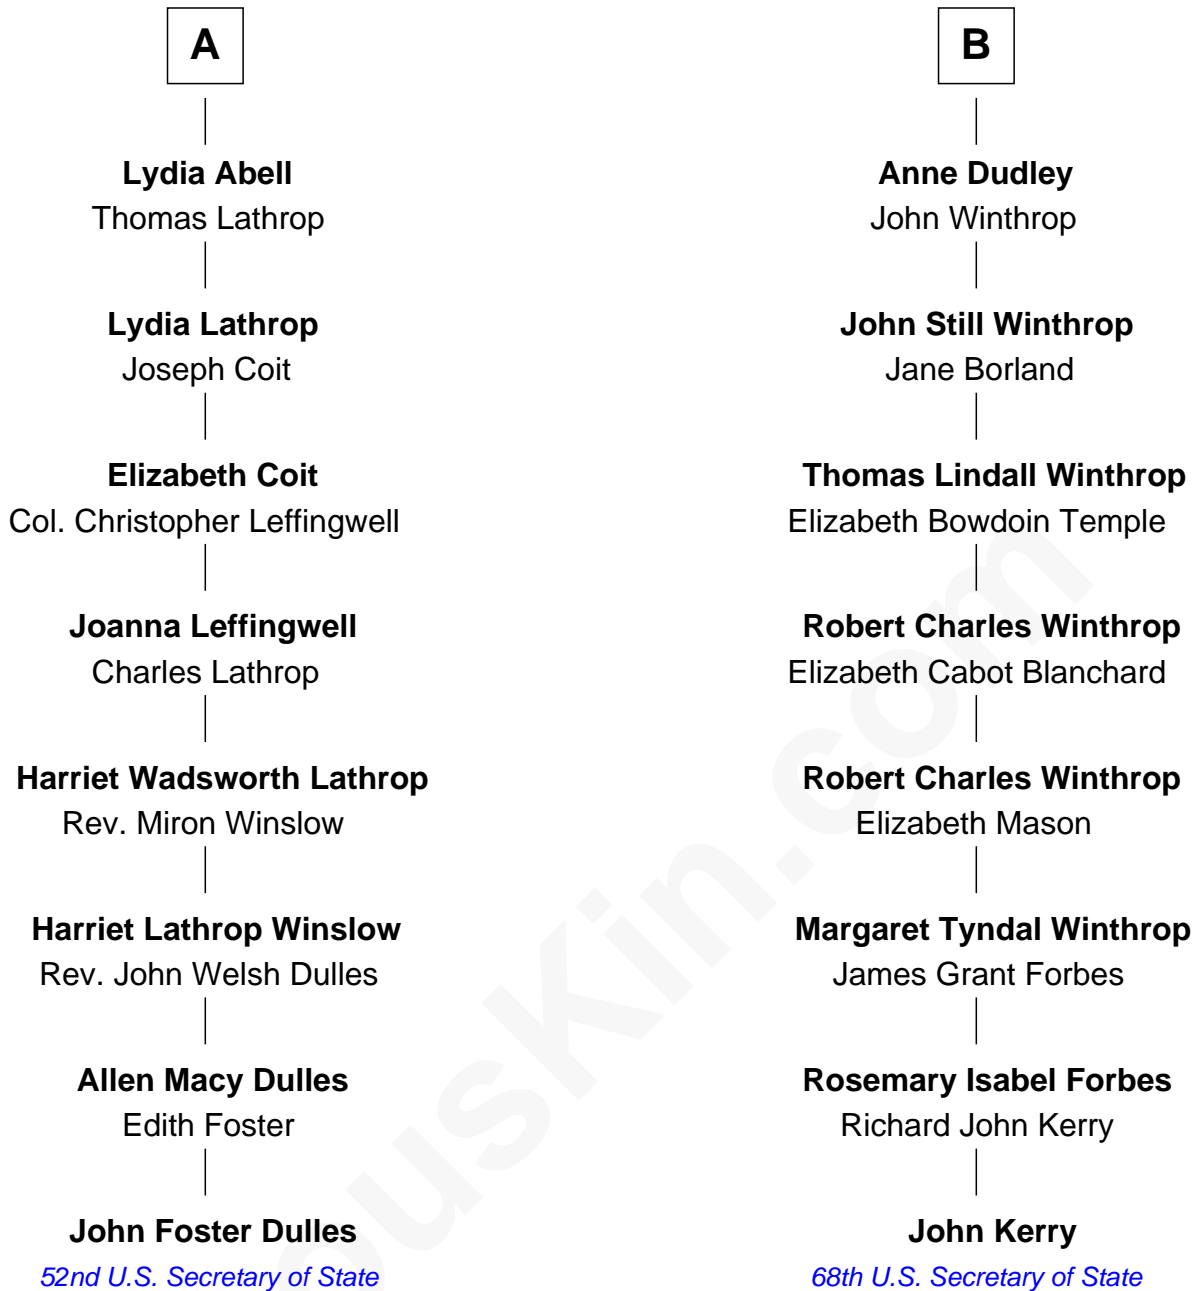 A
B
Lydia Abell
Thomas Lathrop
Anne Dudley
John Winthrop
Lydia Lathrop
Joseph Coit
John Still Winthrop
Jane Borland
Elizabeth Coit
Col. Christopher Leffingwell
Thomas Lindall Winthrop
Elizabeth Bowdoin Temple
Joanna Leffingwell
Charles Lathrop
Robert Charles Winthrop
Elizabeth Cabot Blanchard
Harriet Wadsworth Lathrop
Rev. Miron Winslow
Robert Charles Winthrop
Elizabeth Mason
Harriet Lathrop Winslow
Rev. John Welsh Dulles
Margaret Tyndal Winthrop
James Grant Forbes
Allen Macy Dulles
Edith Foster
Rosemary Isabel Forbes
Richard John Kerry
John Foster Dulles
52nd U.S. Secretary of State
John Kerry
68th U.S. Secretary of State
ousKin.com